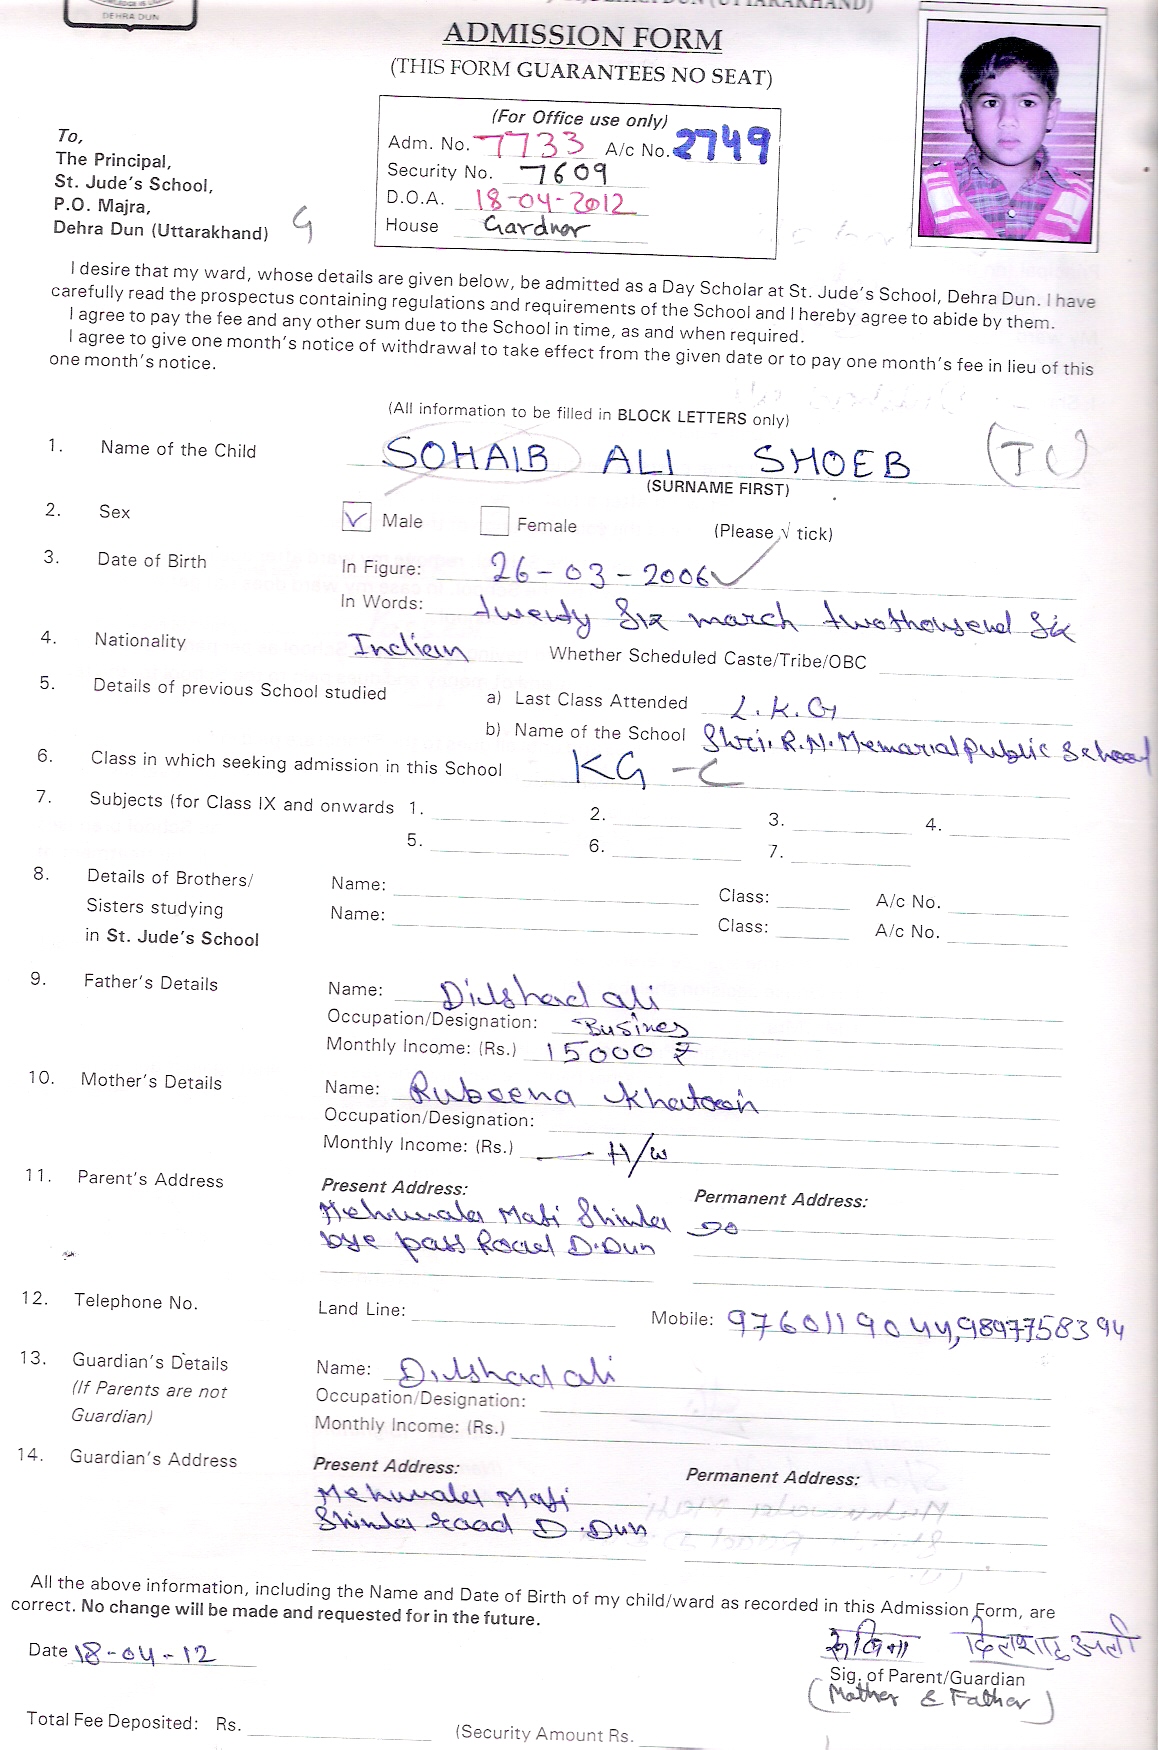 DEHRA DUN
ADMISSION FORM
(THIS FORM GUARANTEES NO SEAT)
(For Office use only)
Adm. No. 7733 A/c No. 2749
Security No. 7609
D.O.A. 18-04-2012
House Gardner
To,
The Principal,
St. Jude's School,
P.O. Majra,
Dehra Dun (Uttarakhand) G
I desire that my ward, whose details are given below, be admitted as a Day Scholar at St. Jude's School, Dehra Dun. I have
carefully read the prospectus containing regulations and requirements of the School and I hereby agree to abide by them.
I agree to pay the fee and any other sum due to the School in time, as and when required.
I agree to give one month's notice of withdrawal to take effect from the given date or to pay one month's fee in lieu of this
one month's notice.
(All information to be filled in BLOCK LETTERS only)
1. Name of the Child SOHAIB ALI SHOEB (TC)
(SURNAME FIRST)
2. Sex Male Female (Please √ tick)
3. Date of Birth In Figure: 26-03-2006
In Words: twenty Six march twothousend Six
4. Nationality Indian Whether Scheduled Caste/Tribe/OBC
5. Details of previous School studied a) Last Class Attended L.K.G
b) Name of the School Shri. R.N. Memarial Public School
6. Class in which seeking admission in this School KG - C
7. Subjects (for Class IX and onwards 1. 2. 3. 4.
5. 6. 7.
8. Details of Brothers/ Name: Class: A/c No.
Sisters studying Name: Class: A/c No.
in St. Jude's School
9. Father's Details Name: Dilshad ali
Occupation/Designation: Busines
Monthly Income: (Rs.) 15000 ₹
10. Mother's Details Name: Rubeena Khatoon
Occupation/Designation:
Monthly Income: (Rs.) — H/w
11. Parent's Address Present Address: Permanent Address:
Mehuwala Mafi Shimla Do
bye pass Road D.Dun
12. Telephone No. Land Line: Mobile: 9760119044, 9897758394
13. Guardian's Details Name: Dilshad ali
(If Parents are not Occupation/Designation:
Guardian) Monthly Income: (Rs.)
14. Guardian's Address Present Address: Permanent Address:
Mehuwala Mafi
Shimla road D.Dun
All the above information, including the Name and Date of Birth of my child/ward as recorded in this Admission Form, are
correct. No change will be made and requested for in the future.
Date 18-04-12 रूबिना दिलशाद अली
Sig. of Parent/Guardian
(Mather & Father)
Total Fee Deposited: Rs. (Security Amount Rs.